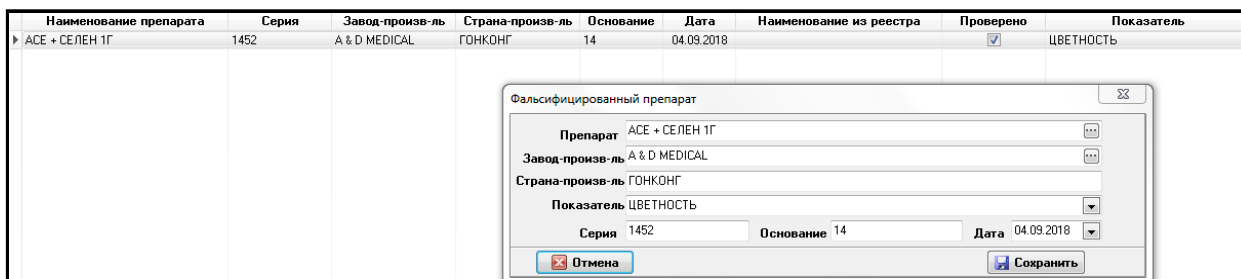 Наименование препарата Серия Завод-произв-ль Страна-произв-ль Основание Дата Наименование из реестра Проверено Показатель
АСЕ + СЕЛЕН 1Г 1452 A & D MEDICAL ГОНКОНГ 14 04.09.2018 ЦВЕТНОСТЬ
Фальсифицированный препарат
Препарат АСЕ + СЕЛЕН 1Г
Завод-произв-ль A & D MEDICAL
Страна-произв-ль ГОНКОНГ
Показатель ЦВЕТНОСТЬ
Серия 1452 Основание 14 Дата 04.09.2018
Отмена Сохранить